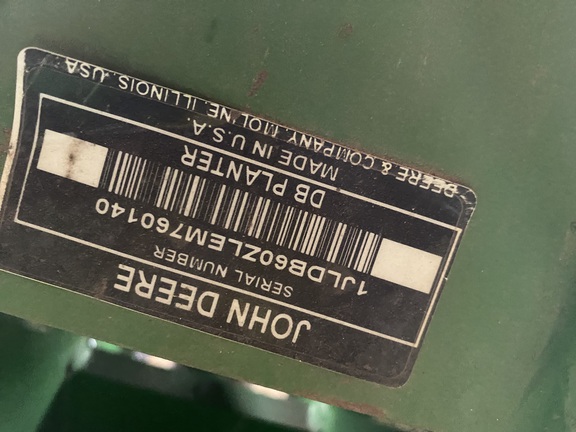 JOHN DEERE
SERIAL NUMBER
1JLDB60ZLEM760140
DB PLANTER
MADE IN U.S.A.
DEERE & COMPANY, MOLINE, ILLINOIS, USA